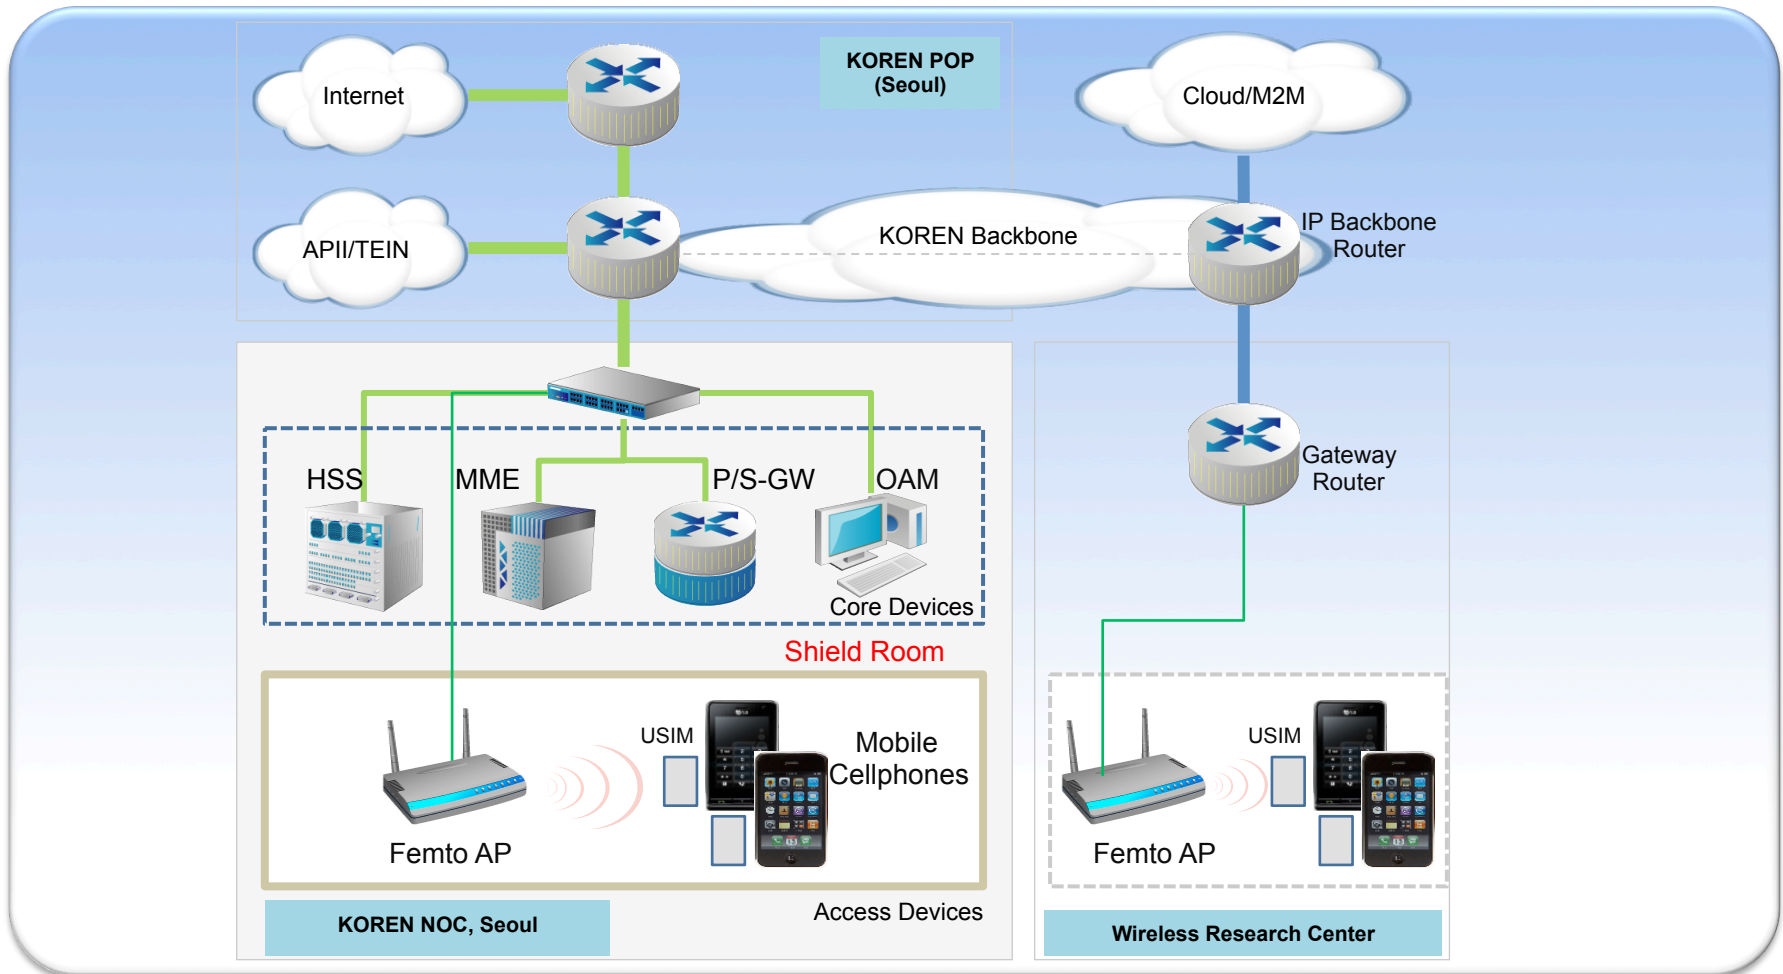 KOREN POP
(Seoul)
Internet
Cloud/M2M
APII/TEIN
KOREN Backbone
IP Backbone
Router
HSS
MME
P/S-GW
OAM
Gateway
Router
Core Devices
Shield Room
USIM
Mobile
Cellphones
Femto AP
USIM
Femto AP
Access Devices
KOREN NOC, Seoul
Wireless Research Center